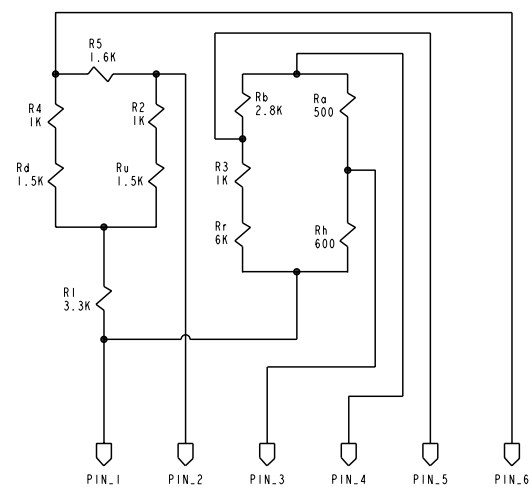 R5
1.6K
R4
1K
R2
1K
Rb
2.8K
Ra
500
Rd
1.5K
Ru
1.5K
R3
1K
Rr
6K
Rh
600
R1
3.3K
PIN_1
PIN_2
PIN_3
PIN_4
PIN_5
PIN_6